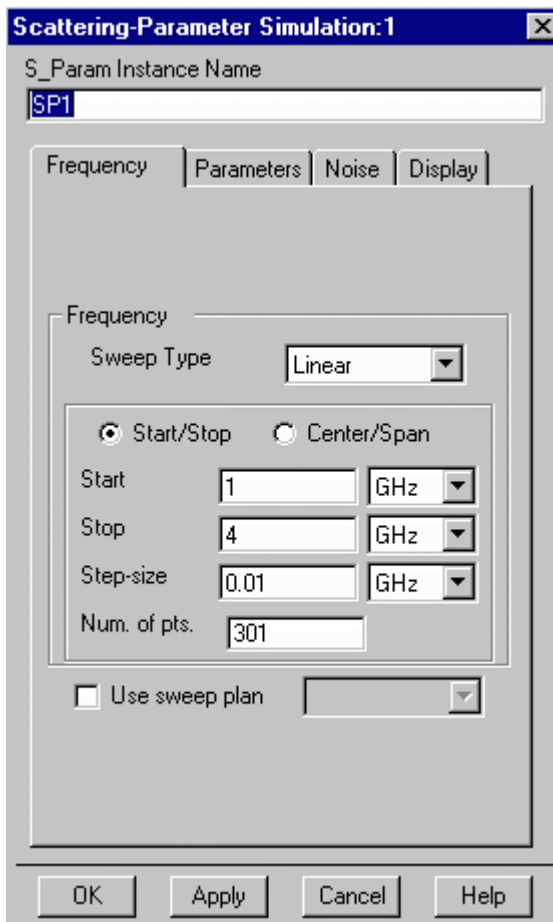 Scattering-Parameter Simulation:1
S_Param Instance Name
SP1
Frequency Parameters Noise Display
Frequency
Sweep Type Linear
Start/Stop Center/Span
Start 1 GHz
Stop 4 GHz
Step-size 0.01 GHz
Num. of pts. 301
Use sweep plan
OK Apply Cancel Help